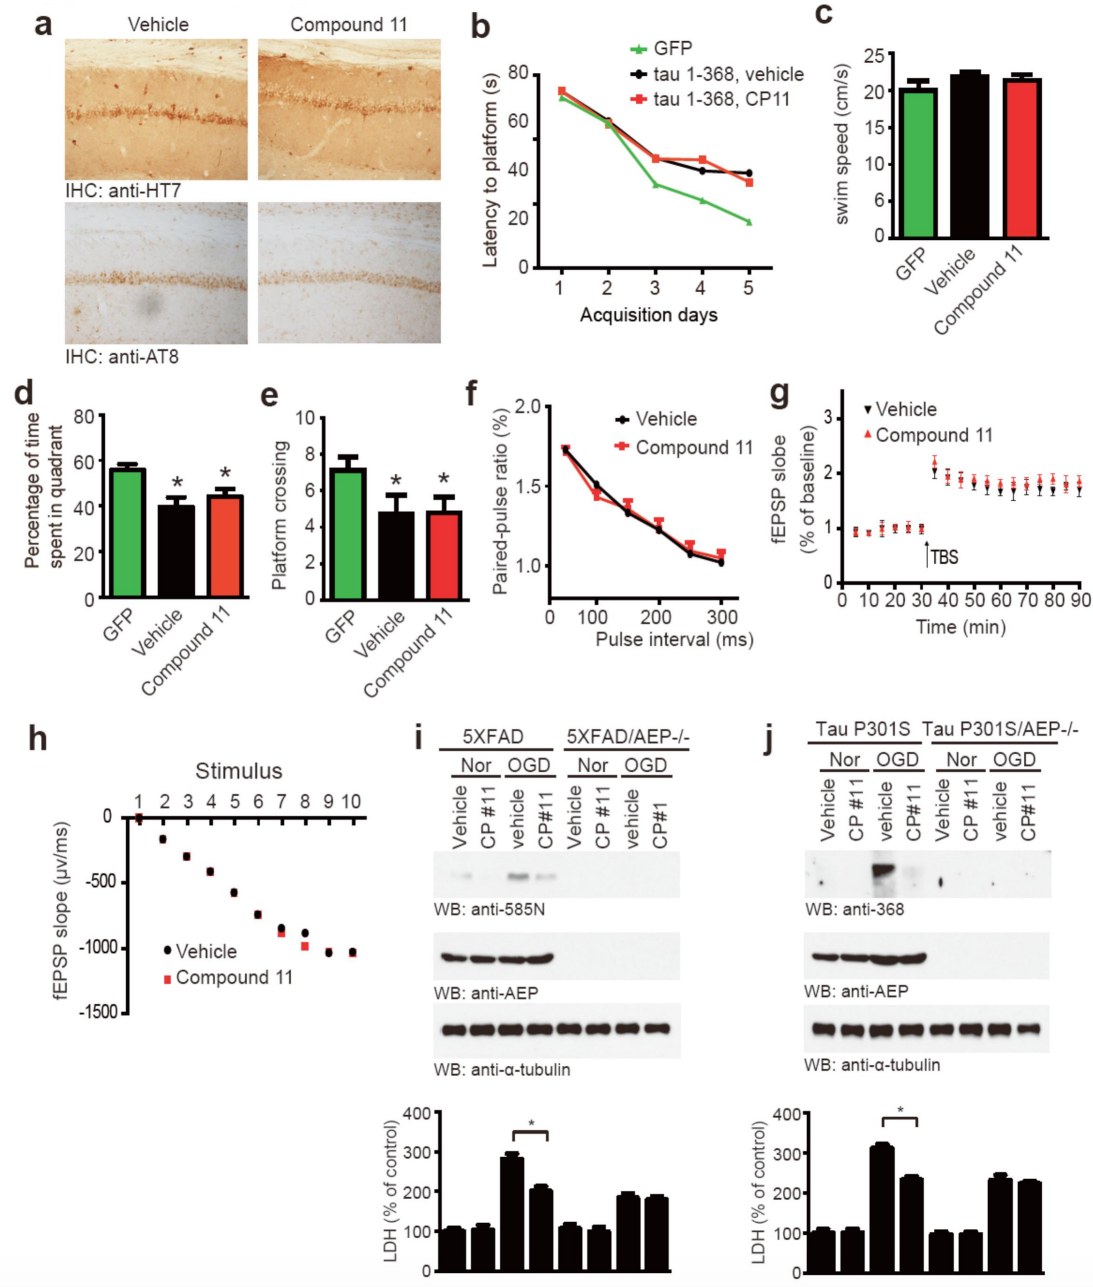 a
Vehicle
Compound 11
IHC: anti-HT7
IHC: anti-AT8
b
GFP
tau 1-368, vehicle
tau 1-368, CP11
Latency to platform (s)
80
60
40
20
0
1 2 3 4 5
Acquisition days
c
swim speed (cm/s)
25
20
15
10
6
0
GFP
Vehicle
Compound 11
d
Percentage of time
spent in quadrant
80
60
40
20
0
* *
GFP
Vehicle
Compound 11
e
Platform crossing
10
8
6
4
2
0
* *
GFP
Vehicle
Compound 11
f
Vehicle
Compound 11
Paired-pulse ratio (%)
2.0
1.5
1.0
0 100 200 300
Pulse interval (ms)
g
Vehicle
Compound 11
fEPSP slobe
(% of baseline)
3
2
1
0
TBS
0 10 20 30 40 50 60 70 80 90
Time (min)
h
Stimulus
1 2 3 4 5 6 7 8 9 10
fEPSP slope (μv/ms)
0
-500
-1000
-1500
Vehicle
Compound 11
i
5XFAD 5XFAD/AEP-/-
Nor OGD Nor OGD
Vehicle CP #11 vehicle CP#11 Vehicle CP #11 vehicle CP#1
WB: anti-585N
WB: anti-AEP
WB: anti-α-tubulin
LDH (% of control)
400
300
200
100
0
*
j
Tau P301S Tau P301S/AEP-/-
Nor OGD Nor OGD
Vehicle CP #11 vehicle CP#11 Vehicle CP #11 vehicle CP#11
WB: anti-368
WB: anti-AEP
WB: anti-α-tubulin
LDH (% of control)
400
300
200
100
0
*